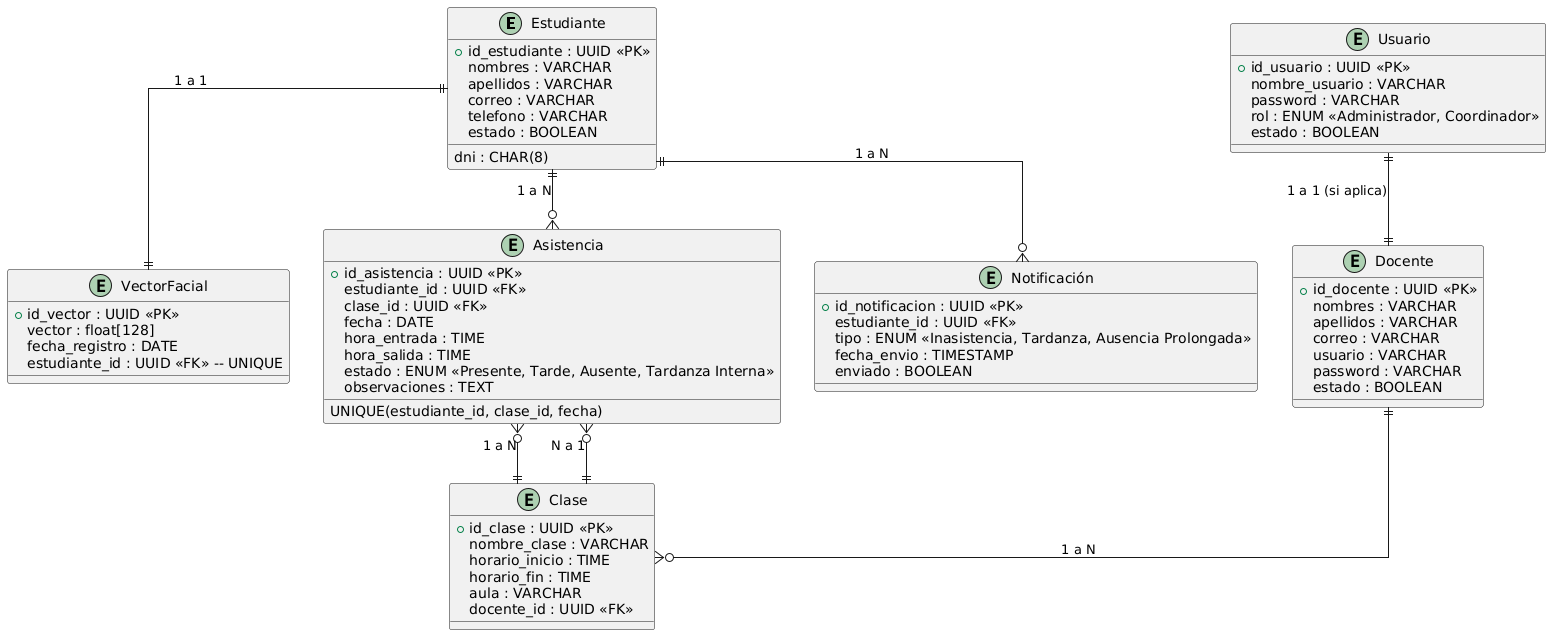 E Estudiante
id_estudiante : UUID «PK»
nombres : VARCHAR
apellidos : VARCHAR
correo : VARCHAR
telefono : VARCHAR
estado : BOOLEAN
dni : CHAR(8)
E Usuario
id_usuario : UUID «PK»
nombre_usuario : VARCHAR
password : VARCHAR
rol : ENUM «Administrador, Coordinador»
estado : BOOLEAN
1 a 1
1 a N
1 a N
1 a 1 (si aplica)
E VectorFacial
id_vector : UUID «PK»
vector : float[128]
fecha_registro : DATE
estudiante_id : UUID «FK» -- UNIQUE
E Asistencia
id_asistencia : UUID «PK»
estudiante_id : UUID «FK»
clase_id : UUID «FK»
fecha : DATE
hora_entrada : TIME
hora_salida : TIME
estado : ENUM «Presente, Tarde, Ausente, Tardanza Interna»
observaciones : TEXT
UNIQUE(estudiante_id, clase_id, fecha)
E Notificación
id_notificacion : UUID «PK»
estudiante_id : UUID «FK»
tipo : ENUM «Inasistencia, Tardanza, Ausencia Prolongada»
fecha_envio : TIMESTAMP
enviado : BOOLEAN
E Docente
id_docente : UUID «PK»
nombres : VARCHAR
apellidos : VARCHAR
correo : VARCHAR
usuario : VARCHAR
password : VARCHAR
estado : BOOLEAN
1 a N
N a 1
E Clase
id_clase : UUID «PK»
nombre_clase : VARCHAR
horario_inicio : TIME
horario_fin : TIME
aula : VARCHAR
docente_id : UUID «FK»
1 a N